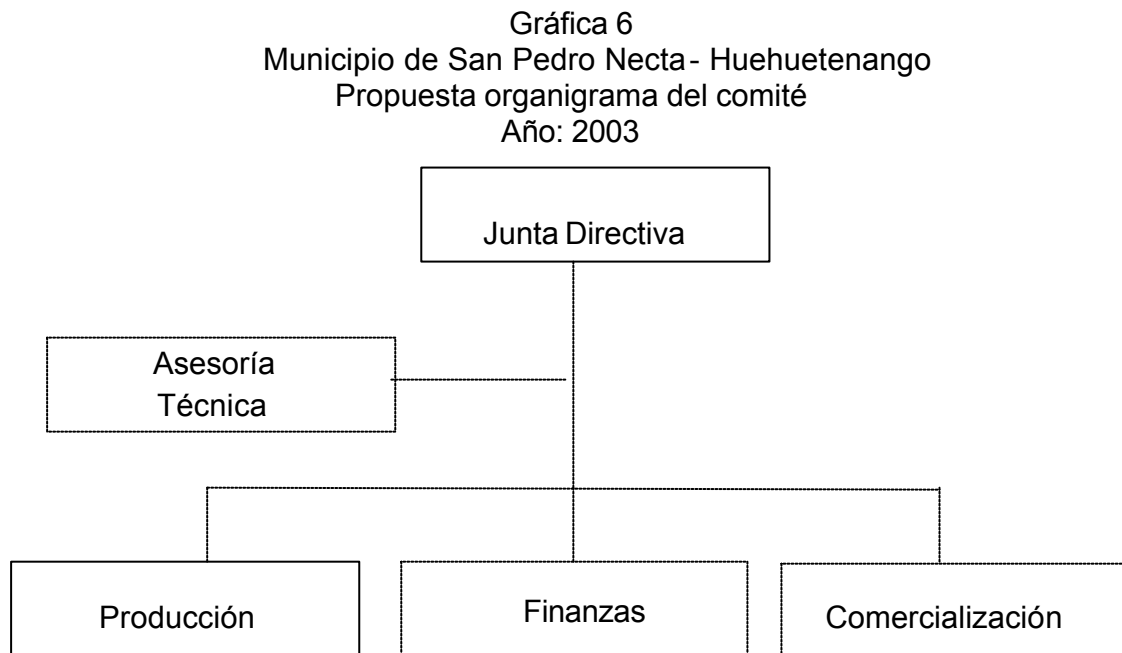 Gráfica 6
Municipio de San Pedro Necta - Huehuetenango
Propuesta organigrama del comité
Año: 2003
Junta Directiva
Asesoría
Técnica
Producción
Finanzas
Comercialización